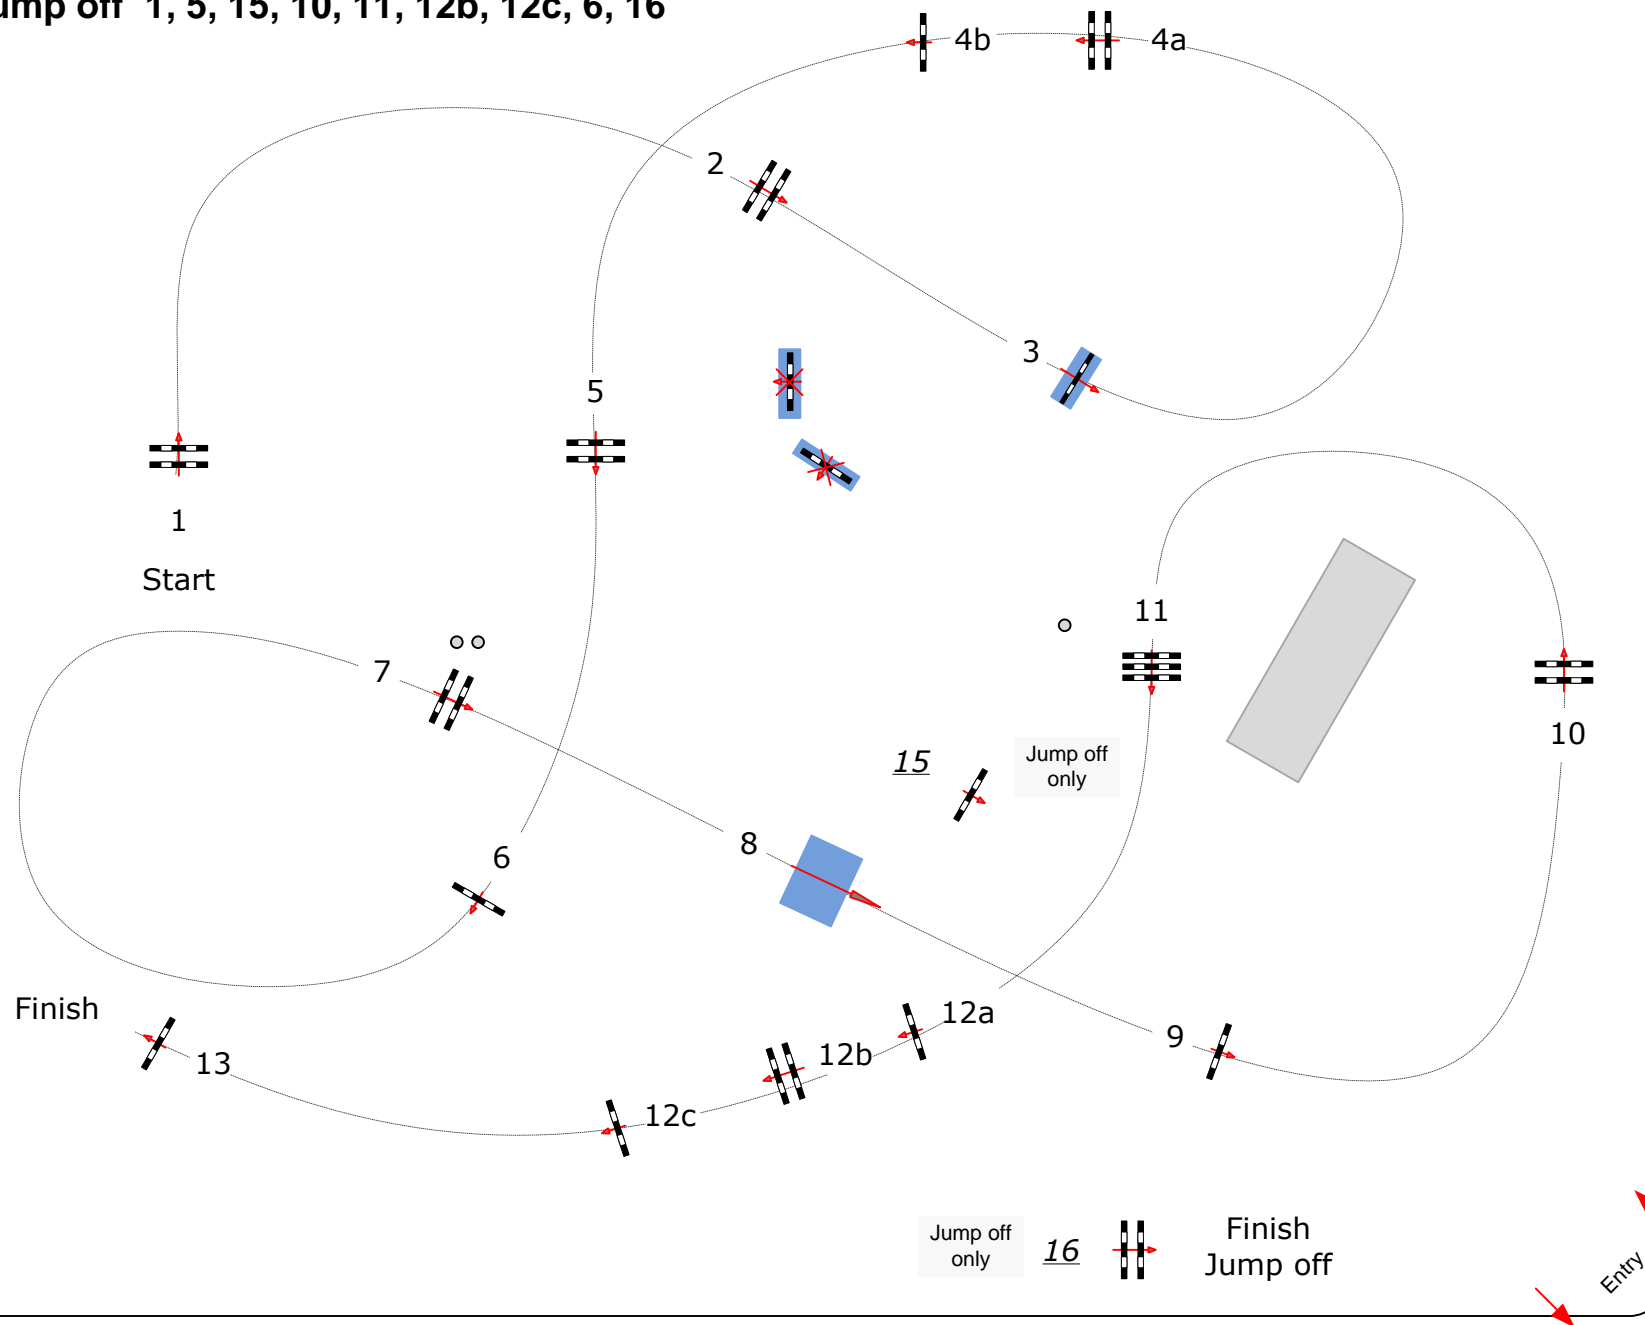 ump off 1, 5, 15, 10, 11, 12b, 12c, 6, 16
4b
4a
2
3
5
1
Start
11
7
10
15
Jump off
only
8
6
Finish
12a
9
12b
13
12c
Jump off
only
16
Finish
Jump off
Entry